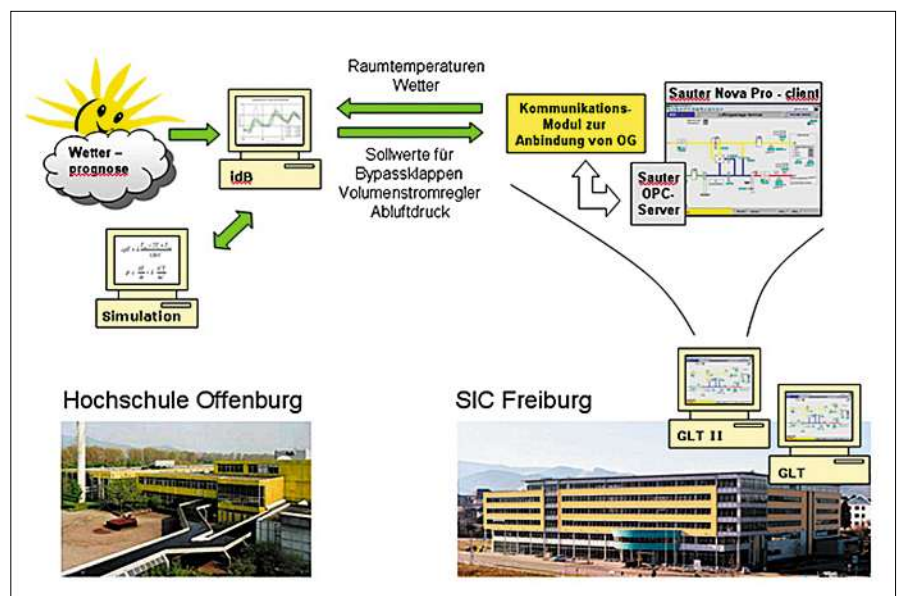 Wetter –
prognose
idB
Simulation
Raumtemperaturen
Wetter
Sollwerte für
Bypassklappen
Volumenstromregler
Abluftdruck
Kommunikations-
Modul zur
Anbindung von OG
Sauter Nova Pro - client
Sauter
OPC-
Server
Hochschule Offenburg
SIC Freiburg
GLT II
GLT